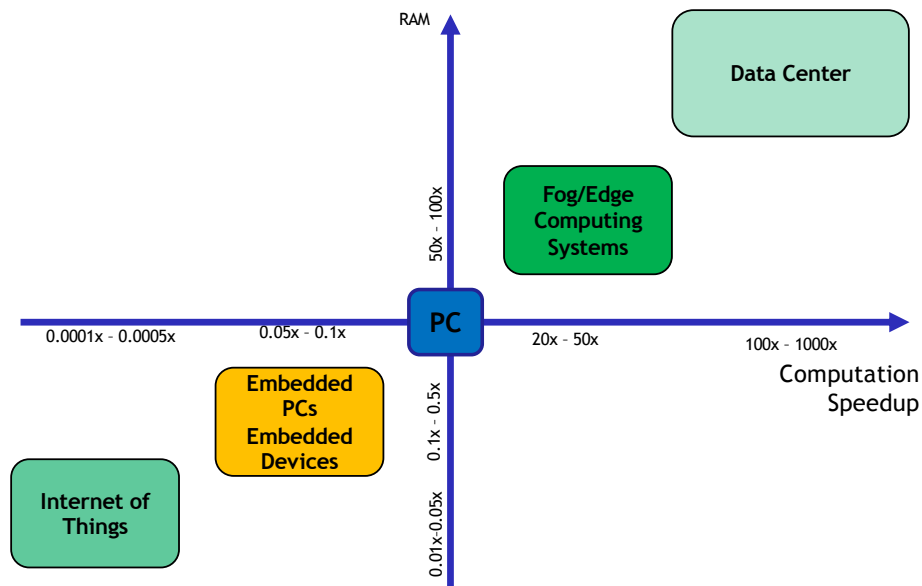 RAM
Data Center
50x – 100x
Fog/Edge
Computing
Systems
PC
0.0001x – 0.0005x
0.05x – 0.1x
20x – 50x
100x – 1000x
Computation
Speedup
Embedded
PCs
Embedded
Devices
0.1x – 0.5x
Internet of
Things
0.01x–0.05x